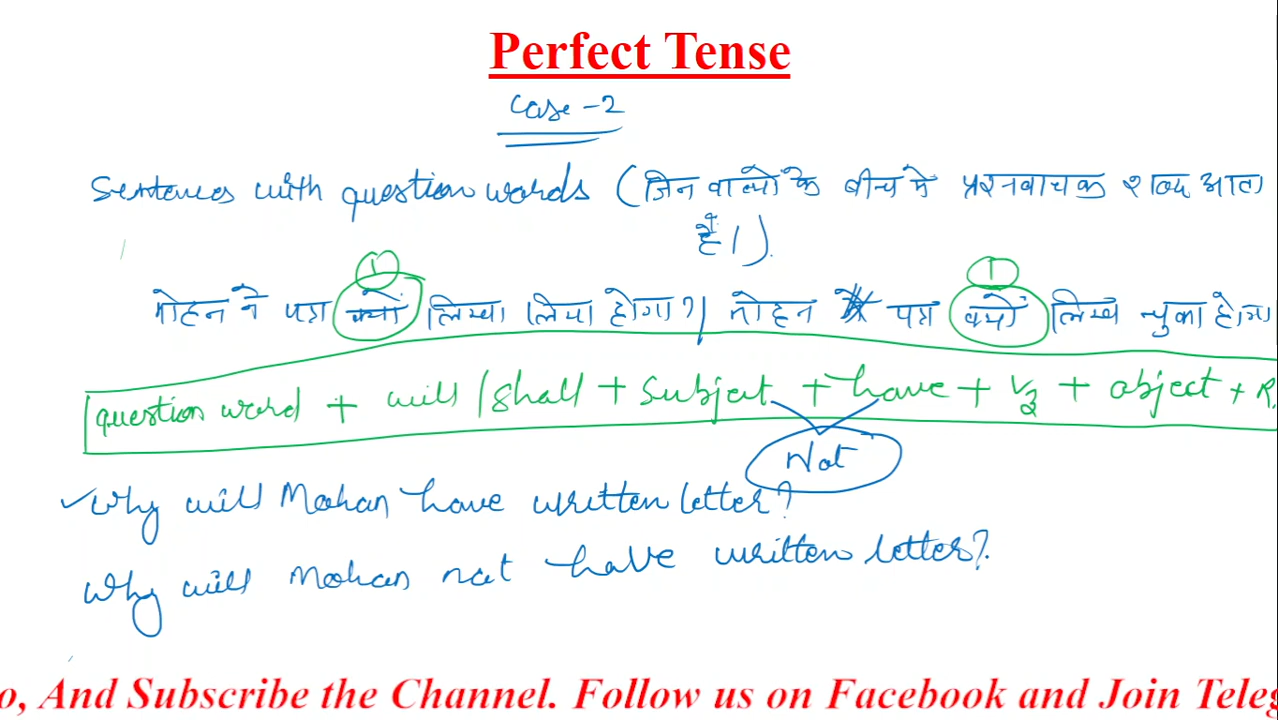 Perfect Tense
Case -2
Sentences with question words (जिन वाक्यों के बीच में प्रश्नवाचक शब्द आता
है।)
1 1
मोहन ने पत्र क्यों लिखा लिया होगा?| मोहन पत्र क्यों लिख चुका होगा
question word + will /shall + subject + have + V3 + object + R.
Not
✓ Why will Mohan have written letter?
Why will Mohan not have written letter?
o, And Subscribe the Channel. Follow us on Facebook and Join Teleg